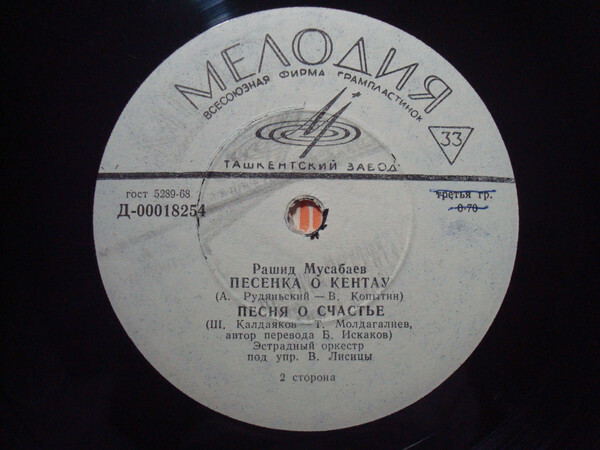 МЕЛОДИЯ
ВСЕСОЮЗНАЯ ФИРМА ГРАМПЛАСТИНОК
33
ТАШКЕНТСКИЙ ЗАВОД
гост 5289-68
Д-00018254
третья гр.
0-70
Рашид Мусабаев
ПЕСЕНКА О КЕНТАУ
(А. Рудяньский — В. Копытин)
ПЕСНЯ О СЧАСТЬЕ
(Ш. Калдаяков — Т. Молдагалиев,
автор перевода Б. Искаков)
Эстрадный оркестр
под упр. В. Лисицы
2 сторона